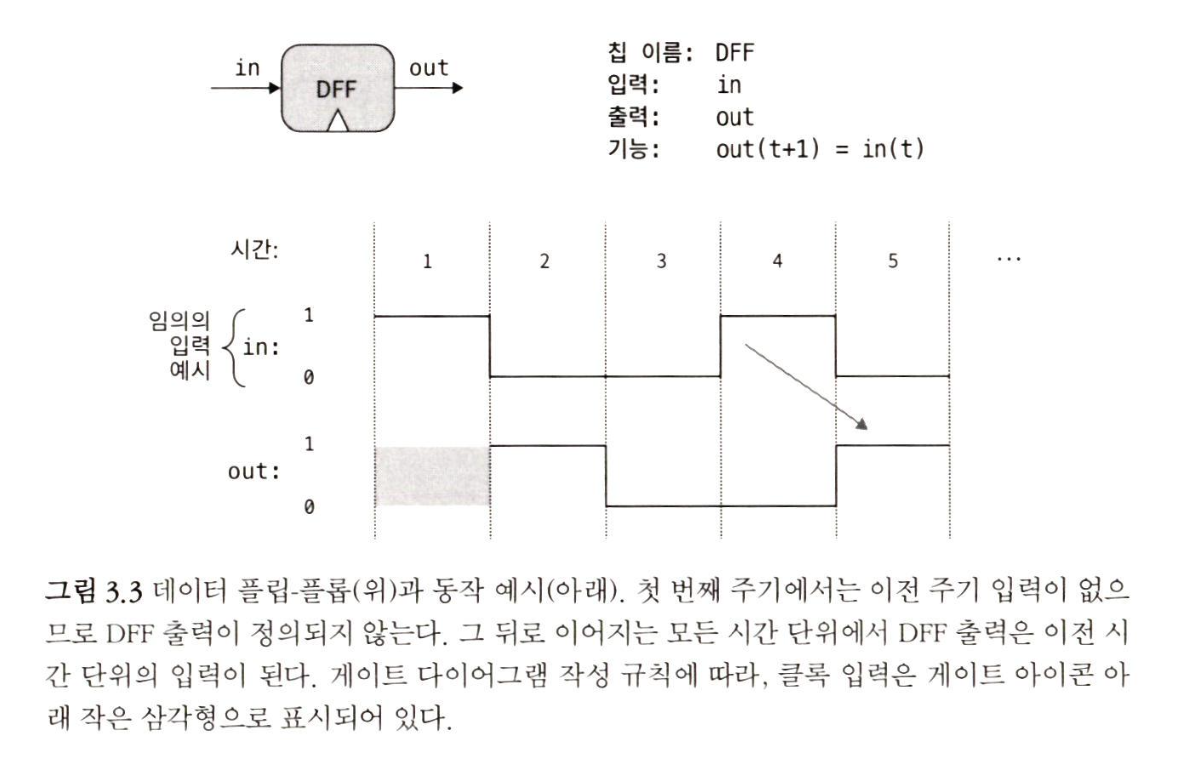 in
DFF
out
칩 이름: DFF
입력: in
출력: out
기능: out(t+1) = in(t)
시간:
1 2 3 4 5 ...
임의의
입력
예시
in:
1
0
out:
1
0
그림 3.3 데이터 플립-플롭(위)과 동작 예시(아래). 첫 번째 주기에서는 이전 주기 입력이 없으
므로 DFF 출력이 정의되지 않는다. 그 뒤로 이어지는 모든 시간 단위에서 DFF 출력은 이전 시
간 단위의 입력이 된다. 게이트 다이어그램 작성 규칙에 따라, 클록 입력은 게이트 아이콘 아
래 작은 삼각형으로 표시되어 있다.